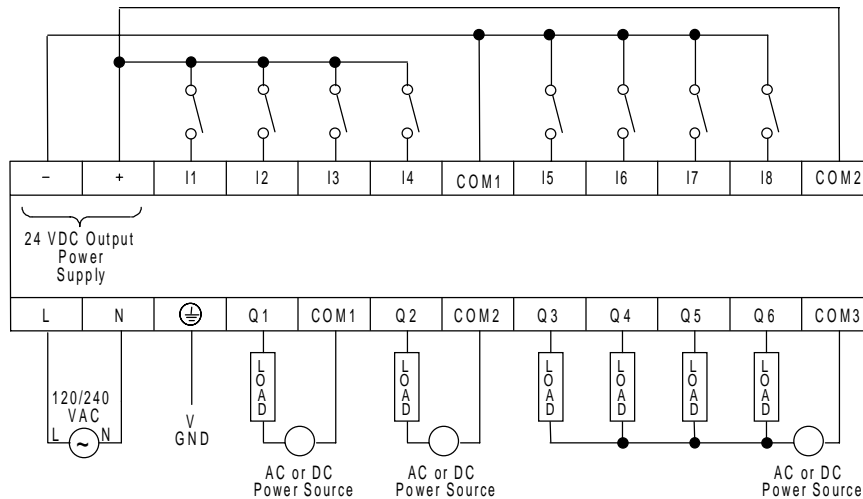 – + I1 I2 I3 I4 COM1 I5 I6 I7 I8 COM2
24 VDC Output
Power
Supply
L N Q1 COM1 Q2 COM2 Q3 Q4 Q5 Q6 COM3
LOAD LOAD LOAD LOAD LOAD LOAD
120/240
VAC
L ~ N
V
GND
AC or DC
Power Source
AC or DC
Power Source
AC or DC
Power Source